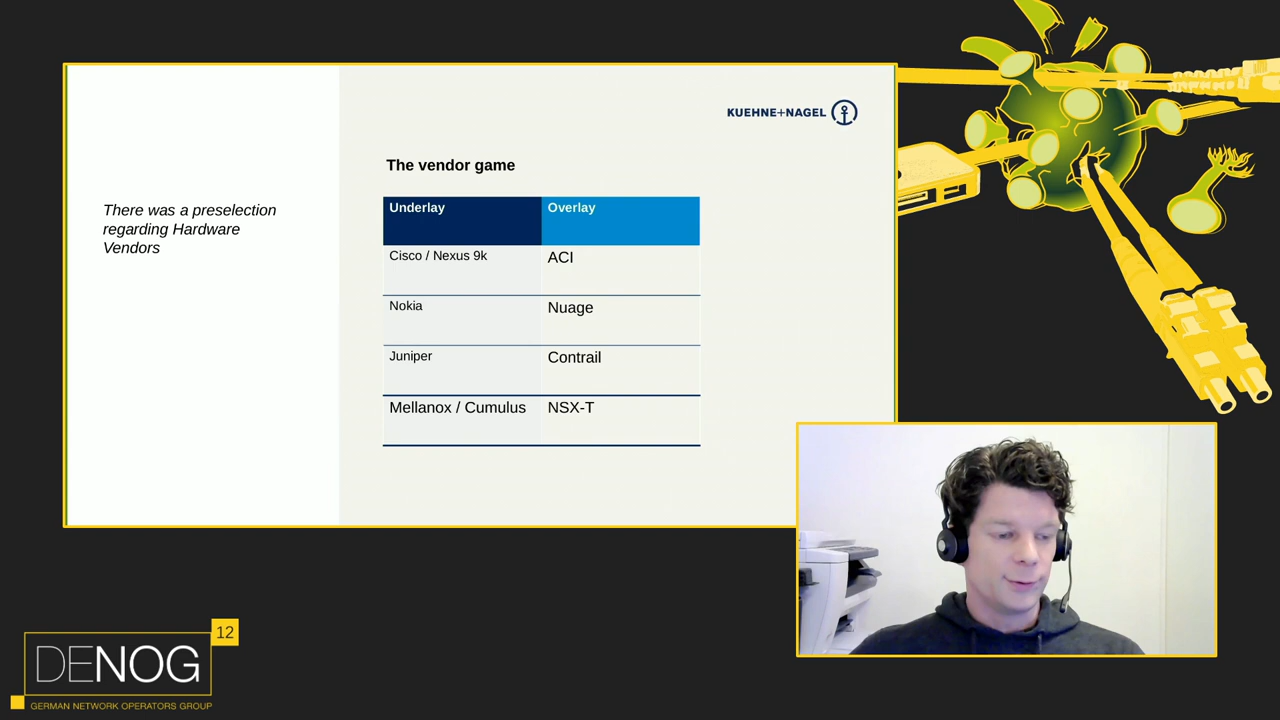 KUEHNE+NAGEL
The vendor game
There was a preselection
regarding Hardware
Vendors
Underlay Overlay
Cisco / Nexus 9k ACI
Nokia Nuage
Juniper Contrail
Mellanox / Cumulus NSX-T
12
DENOG
GERMAN NETWORK OPERATORS GROUP